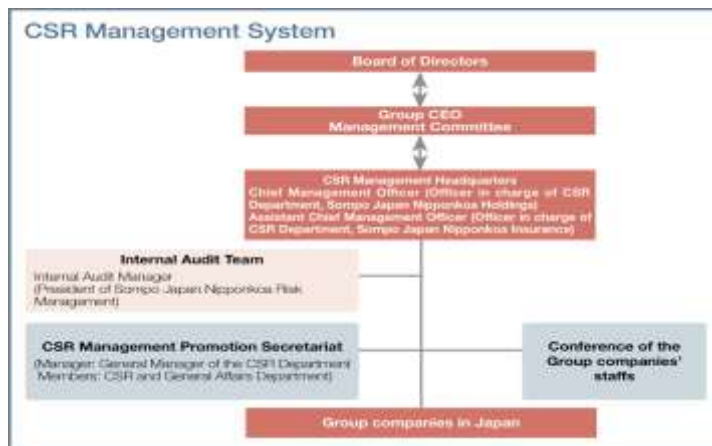 CSR Management System
Board of Directors
Group CEO
Management Committee
CSR Management Headquarters
Chief Management Officer (Officer in charge of CSR
Department, Sompo Japan Nipponkoa Holdings)
Assistant Chief Management Officer (Officer in charge of
CSR Department, Sompo Japan Nipponkoa Insurance)
Internal Audit Team
Internal Audit Manager
(President of Sompo Japan Nipponkoa Risk
Management)
CSR Management Promotion Secretariat
(Manager: General Manager of the CSR Department
Members: CSR and General Affairs Department)
Conference of the
Group companies'
staffs
Group companies in Japan